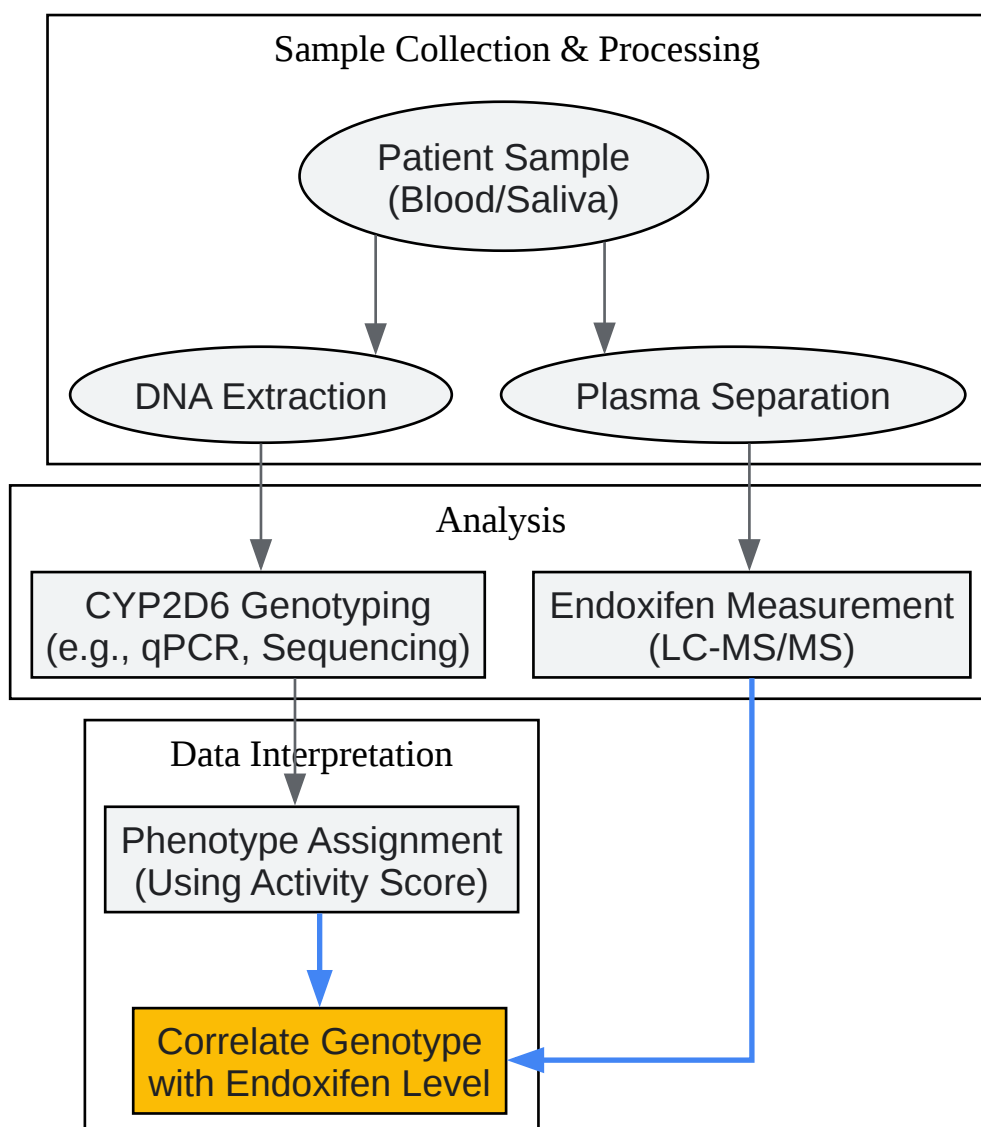 Sample Collection & Processing
Patient Sample
(Blood/Saliva)
DNA Extraction
Plasma Separation
Analysis
CYP2D6 Genotyping
(e.g., qPCR, Sequencing)
Endoxifen Measurement
(LC-MS/MS)
Data Interpretation
Phenotype Assignment
(Using Activity Score)
Correlate Genotype
with Endoxifen Level